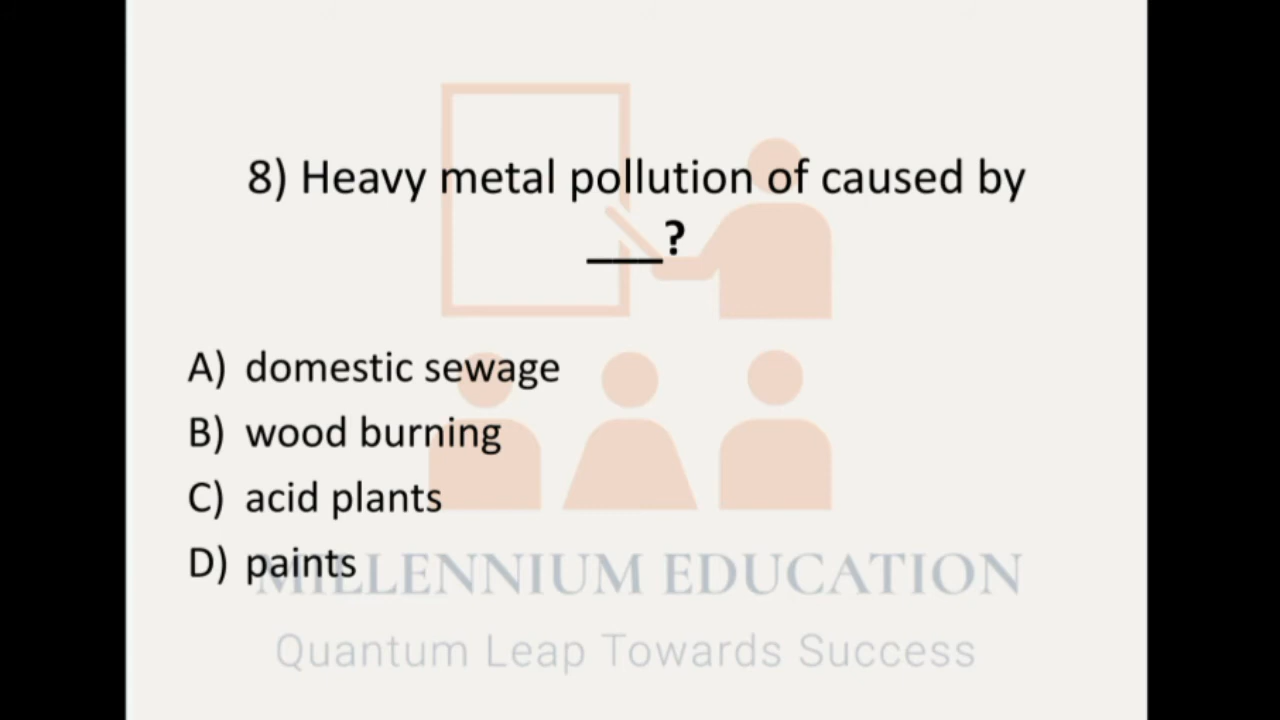 8) Heavy metal pollution of caused by
____?
A) domestic sewage
B) wood burning
C) acid plants
D) paints
MILLENNIUM EDUCATION
Quantum Leap Towards Success